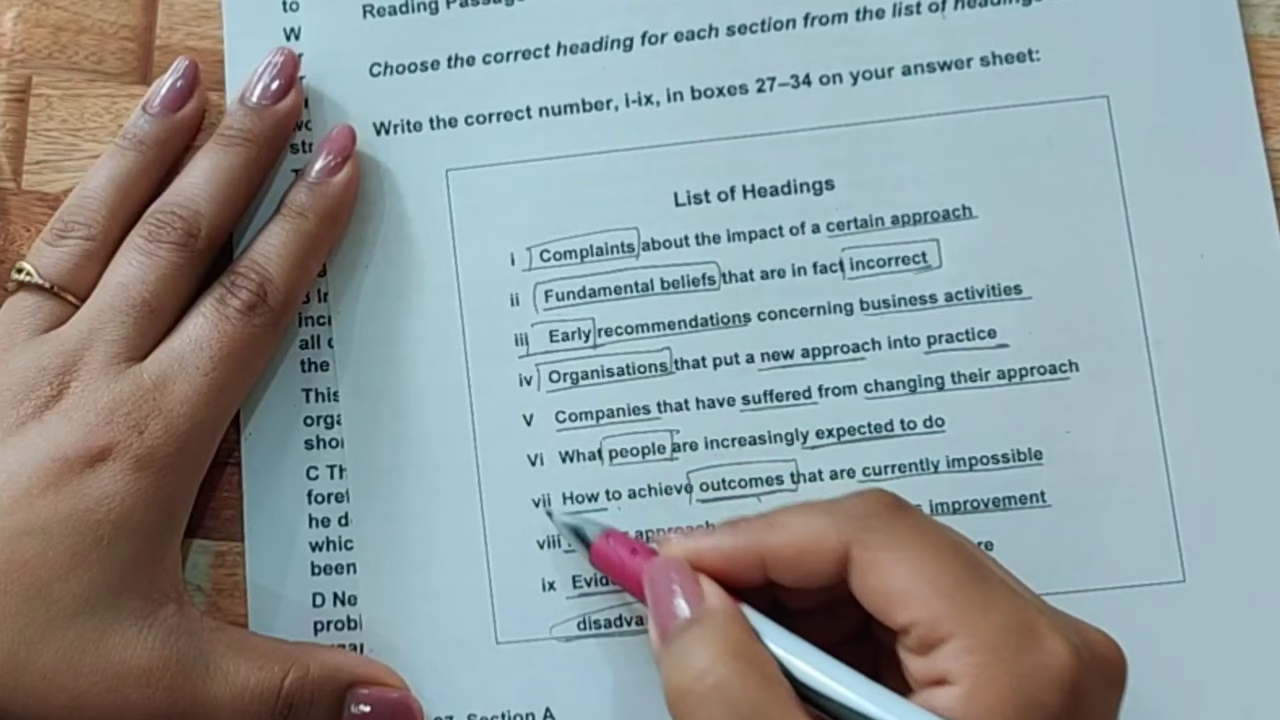 to
W
Reading Passage
Choose the correct heading for each section from the list of headings
Write the correct number, i-ix, in boxes 27–34 on your answer sheet:
str
List of Headings
i Complaints about the impact of a certain approach
ii Fundamental beliefs that are in fact incorrect
iii Early recommendations concerning business activities
iv Organisations that put a new approach into practice
V Companies that have suffered from changing their approach
Vi What people are increasingly expected to do
vii How to achieve outcomes that are currently impossible
viii approach improvement
ix Evid re
disadva
all
the
This
orga
shor
C Th
he d
whic
been
D Ne
probl
Section A